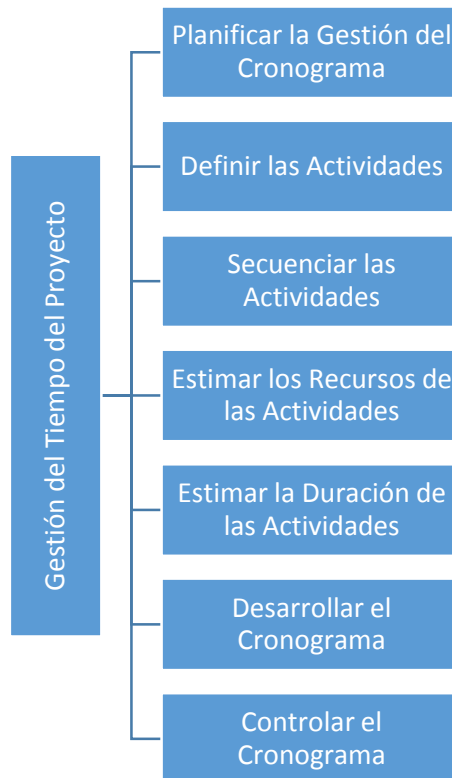 Gestión del Tiempo del Proyecto
Planificar la Gestión del
Cronograma
Definir las Actividades
Secuenciar las
Actividades
Estimar los Recursos de
las Actividades
Estimar la Duración de
las Actividades
Desarrollar el
Cronograma
Controlar el
Cronograma